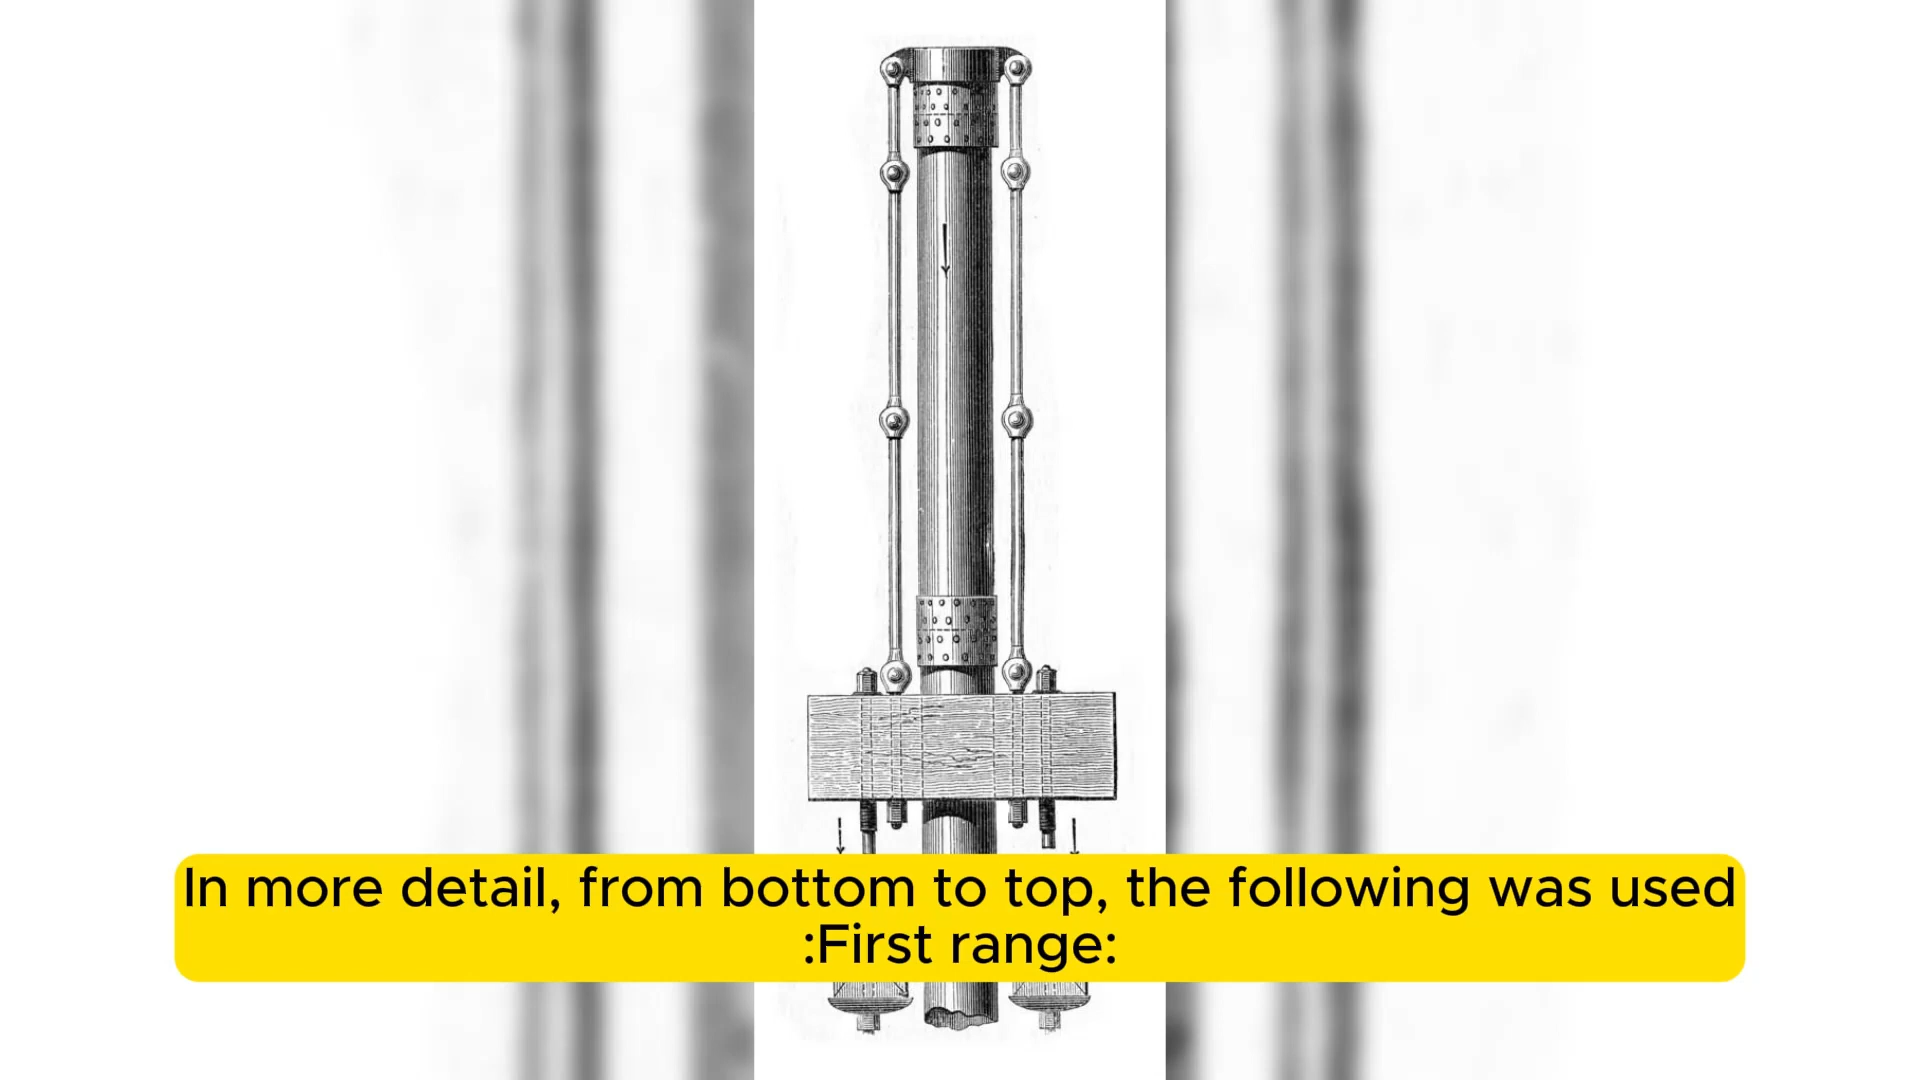 In more detail, from bottom to top, the following was used
:First range: